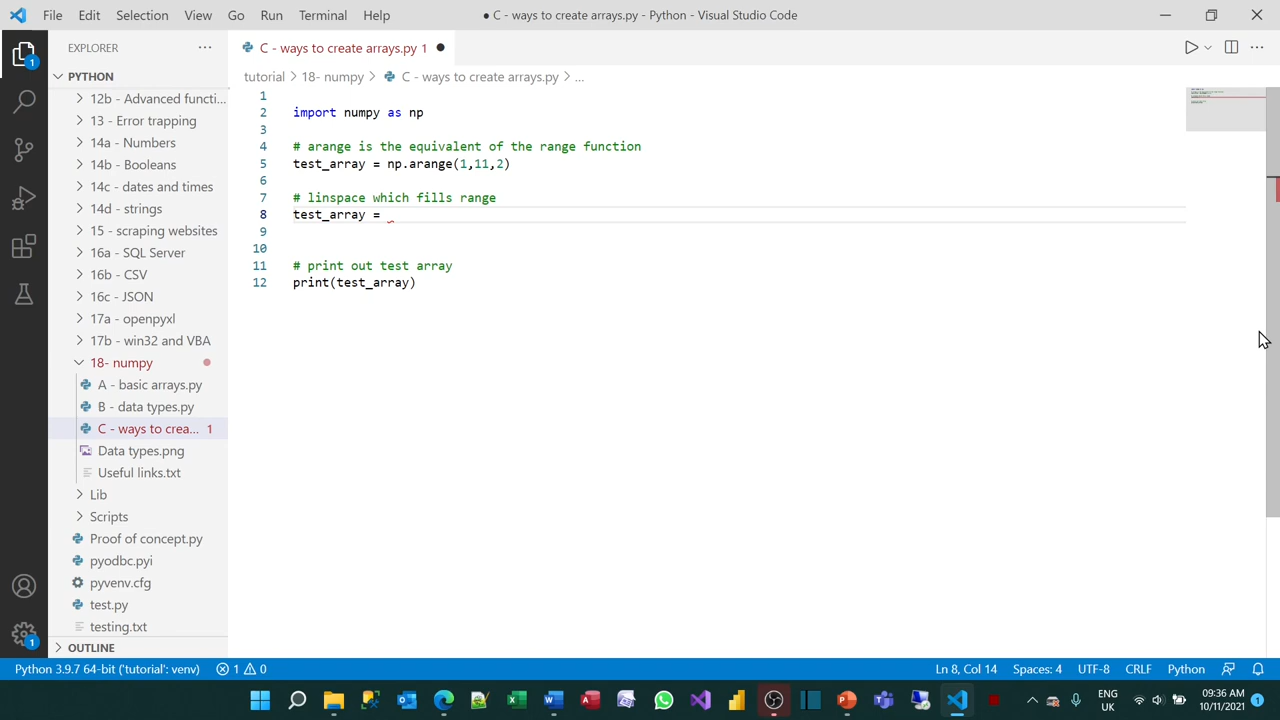 File Edit Selection View Go Run Terminal Help
● C - ways to create arrays.py - Python - Visual Studio Code
EXPLORER
C - ways to create arrays.py 1
PYTHON
tutorial > 18- numpy > C - ways to create arrays.py > ...
12b - Advanced functi...
13 - Error trapping
14a - Numbers
14b - Booleans
14c - dates and times
14d - strings
15 - scraping websites
16a - SQL Server
16b - CSV
16c - JSON
17a - openpyxl
17b - win32 and VBA
18- numpy
A - basic arrays.py
B - data types.py
C - ways to crea... 1
Data types.png
Useful links.txt
Lib
Scripts
Proof of concept.py
pyodbc.pyi
pyvenv.cfg
test.py
testing.txt
OUTLINE
1
1
1
2 import numpy as np
3
4 # arange is the equivalent of the range function
5 test_array = np.arange(1,11,2)
6
7 # linspace which fills range
8 test_array =
9
10
11 # print out test array
12 print(test_array)
Python 3.9.7 64-bit ('tutorial': venv) 1 0 Ln 8, Col 14 Spaces: 4 UTF-8 CRLF Python
ENG
UK
09:36 AM
10/11/2021
1